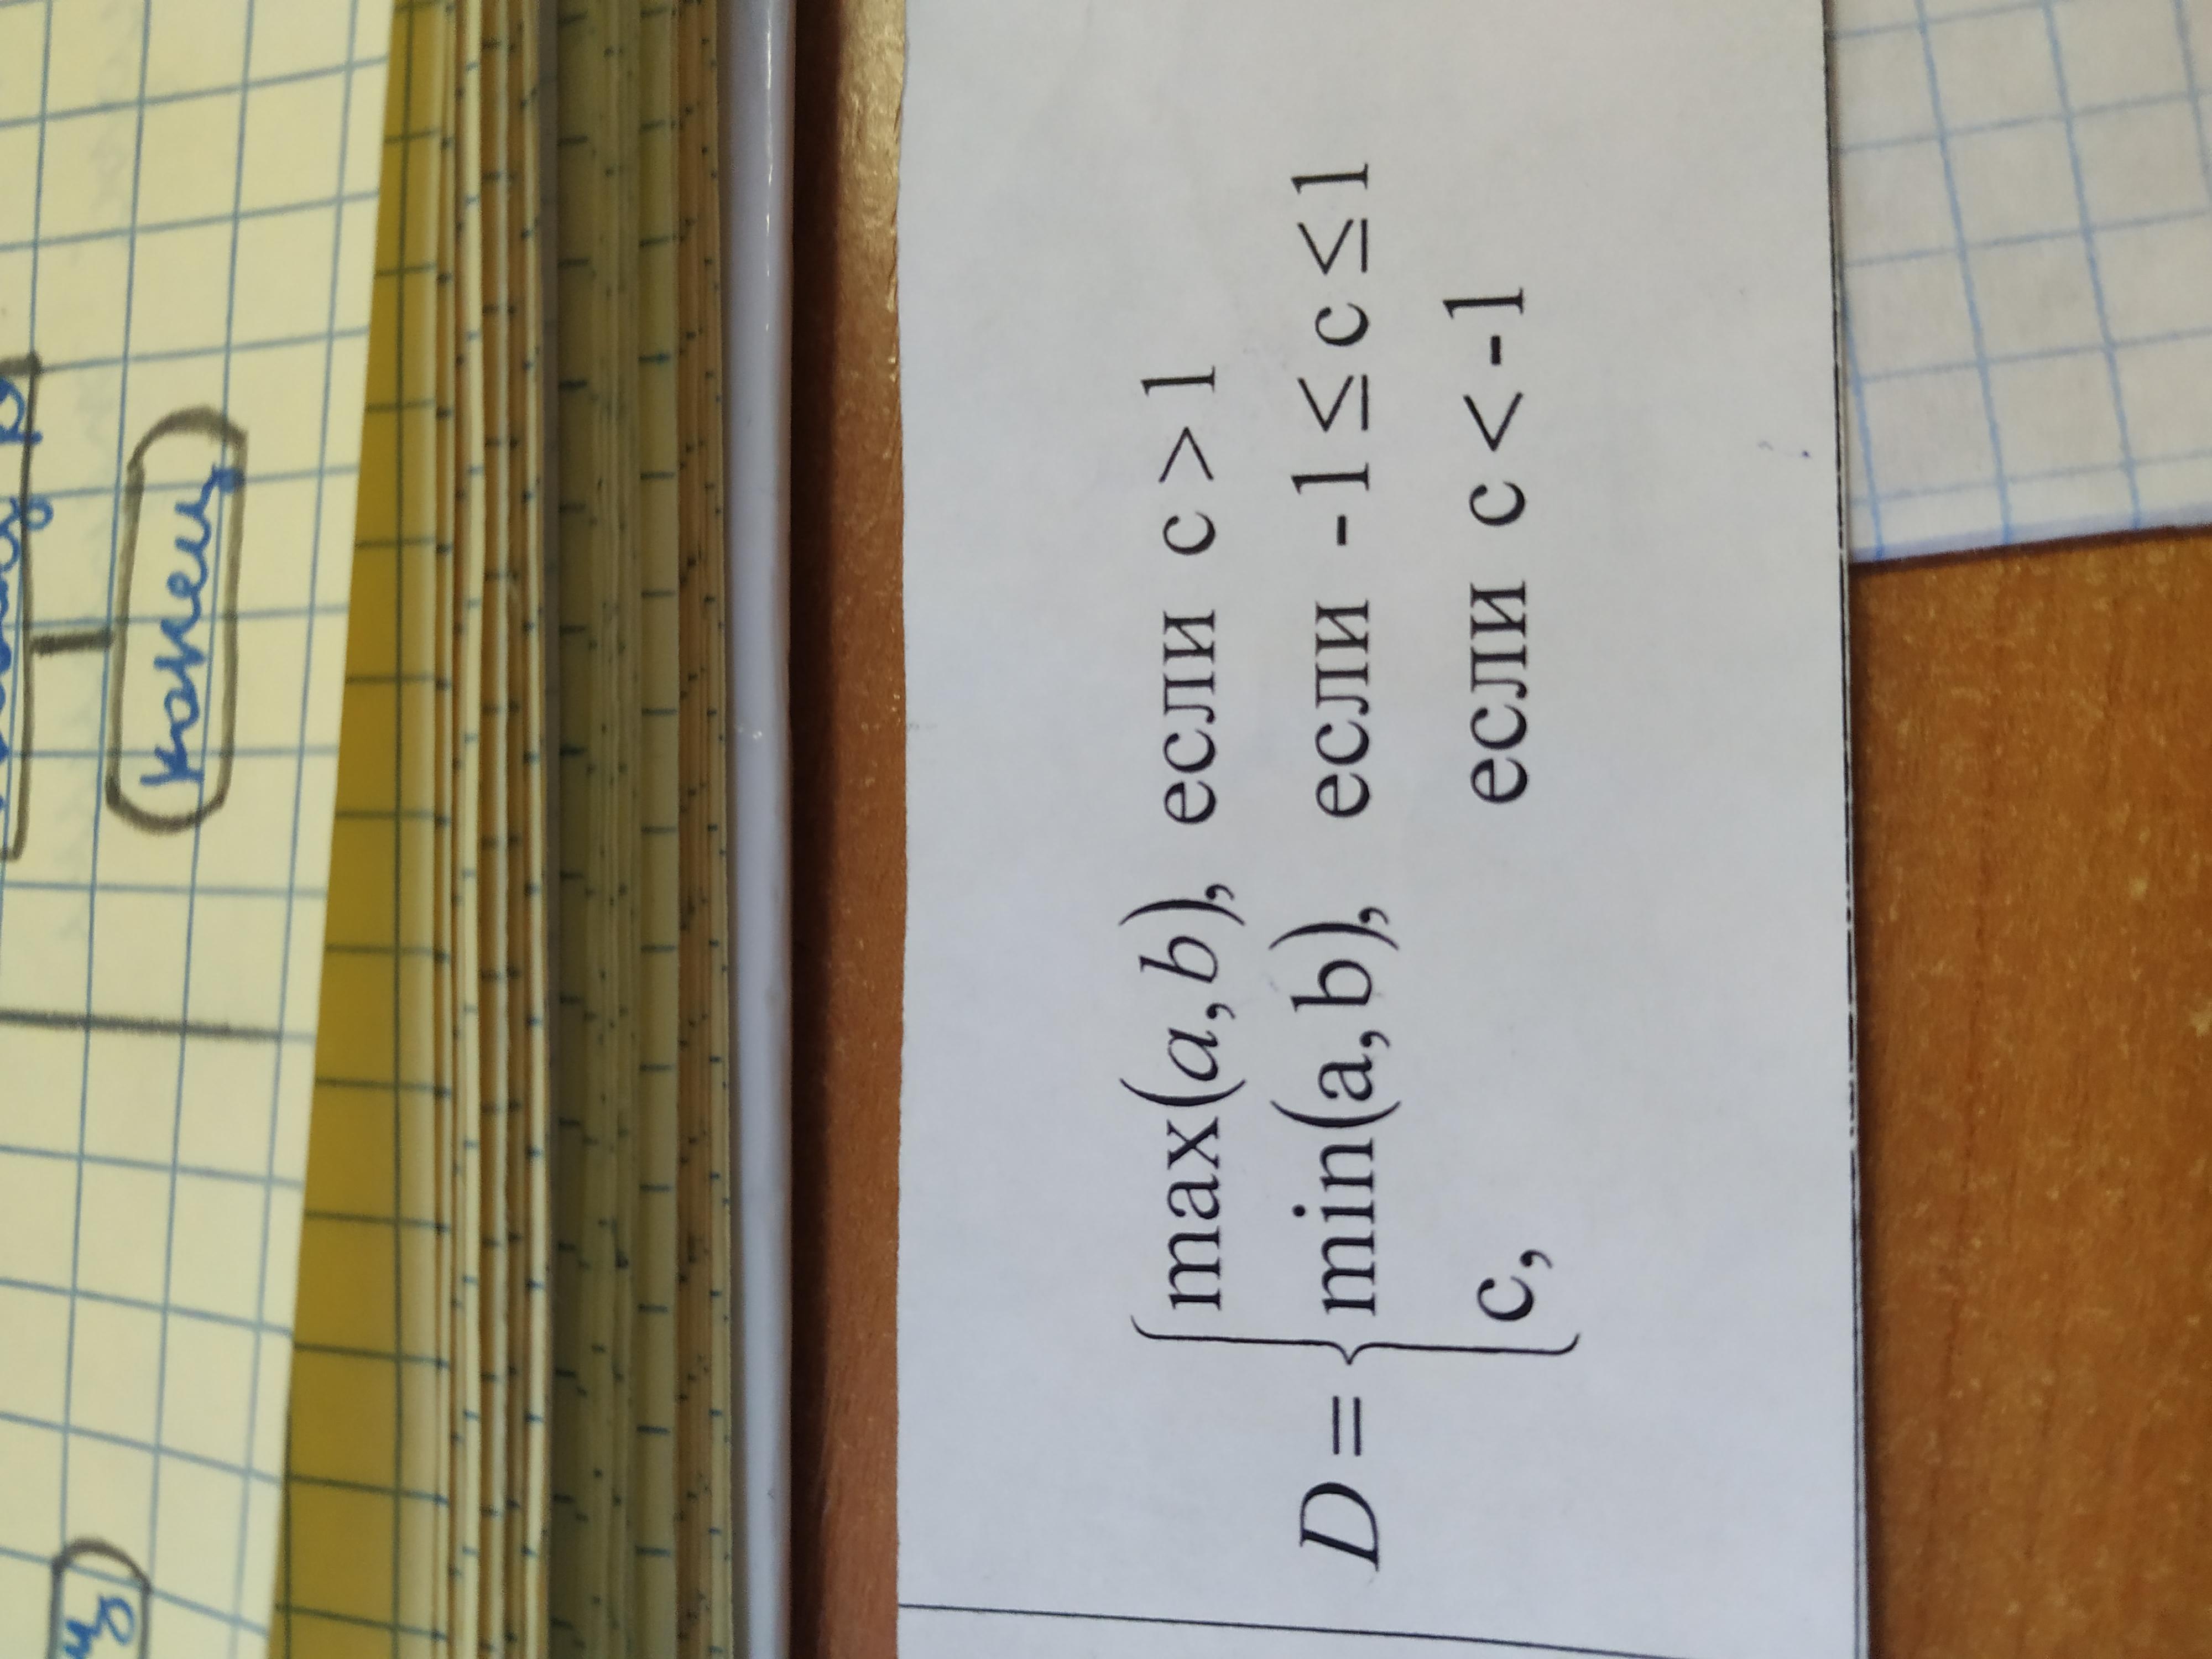 конец
D = { max(a,b), если c > 1
min(a,b), если -1 ≤ c ≤ 1
c, если c < -1